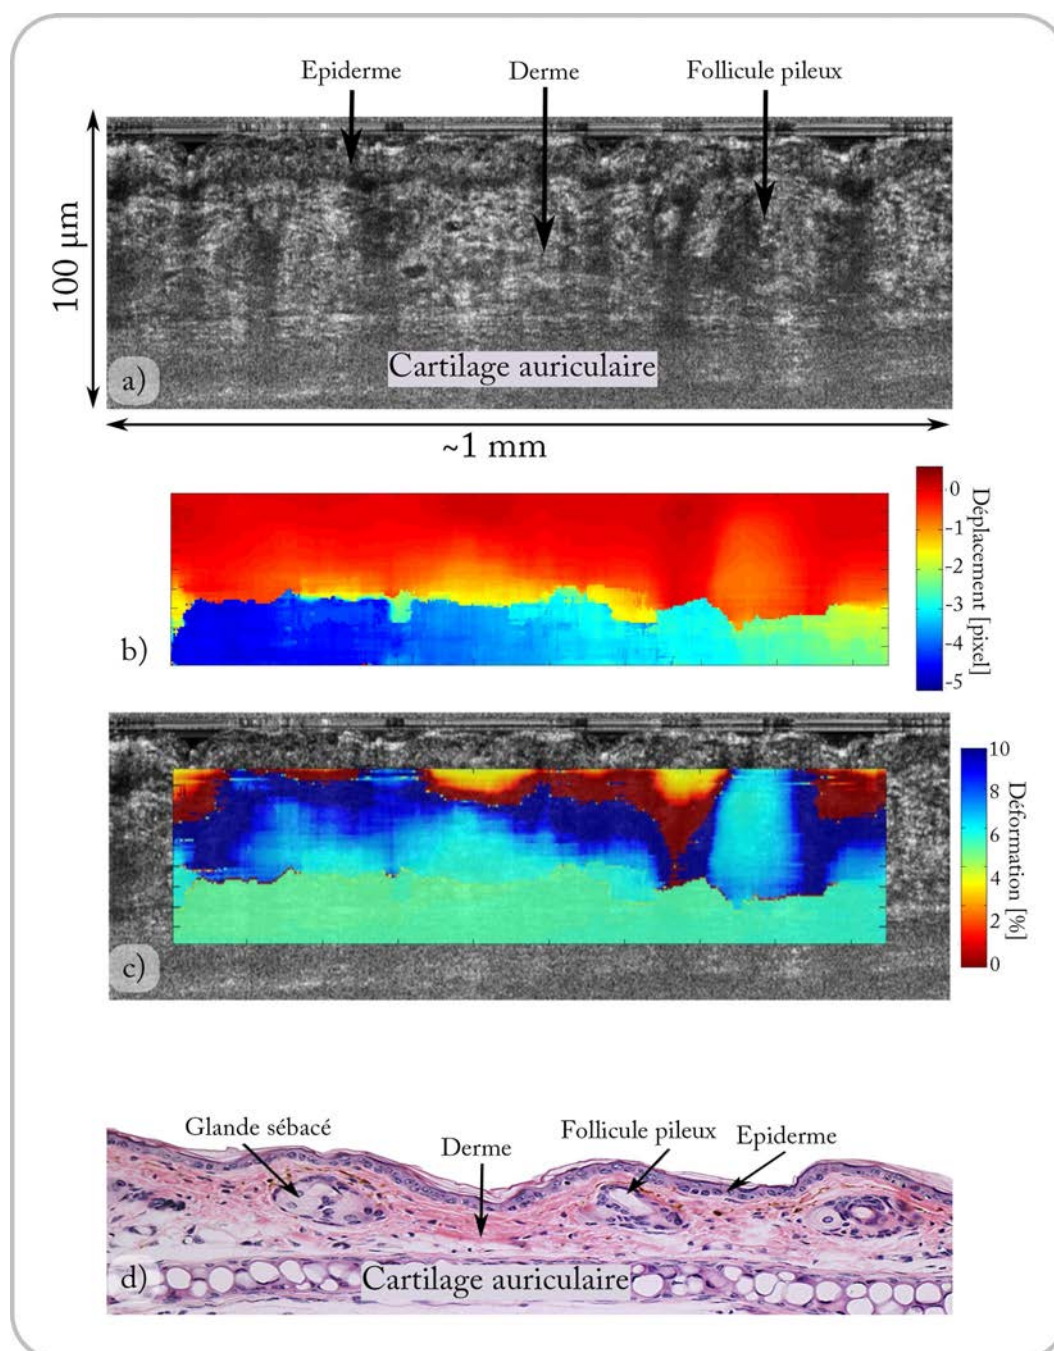 Epiderme
Derme
Follicule pileux
100 µm
Cartilage auriculaire
a)
~1 mm
0
-1
-2
-3
-4
-5
Déplacement [pixel]
b)
10
8
6
4
2
0
Déformation [%]
c)
Glande sébacé
Derme
Follicule pileux
Epiderme
d)
Cartilage auriculaire